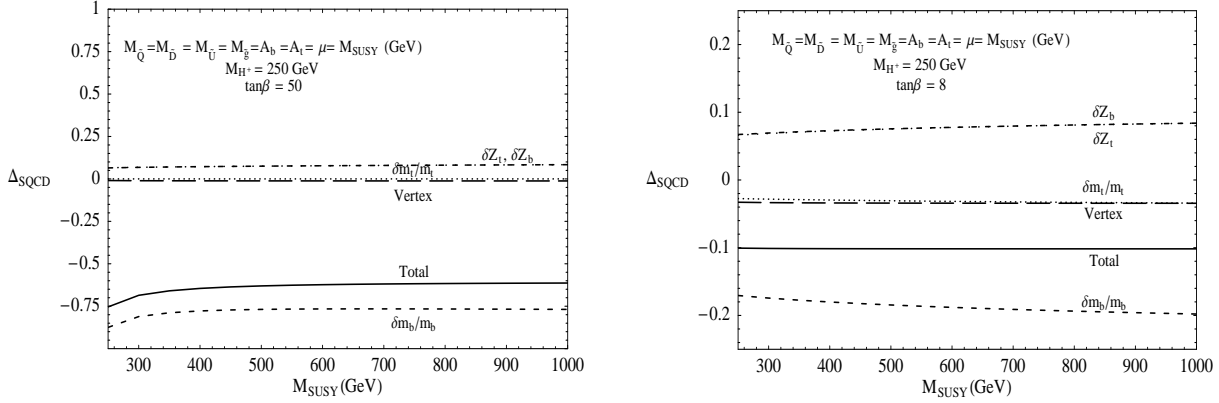 1
0.75
0.5
0.25
0
−0.25
−0.5
−0.75
Δ_SQCD
M_Q̃ =M_D̃ = M_Ũ = M_g̃ =A_b =A_t = μ= M_SUSY (GeV)
M_H⁺ = 250 GeV
tanβ = 50
δZ_t, δZ_b
δm_t/m_t
Vertex
Total
δm_b/m_b
300 400 500 600 700 800 900 1000
M_SUSY(GeV)
0.2
0.1
0
−0.1
−0.2
Δ_SQCD
M_Q̃ =M_D̃ = M_Ũ = M_g̃ =A_b =A_t = μ= M_SUSY (GeV)
M_H⁺ = 250 GeV
tanβ = 8
δZ_b
δZ_t
δm_t/m_t
Vertex
Total
δm_b/m_b
300 400 500 600 700 800 900 1000
M_SUSY(GeV)